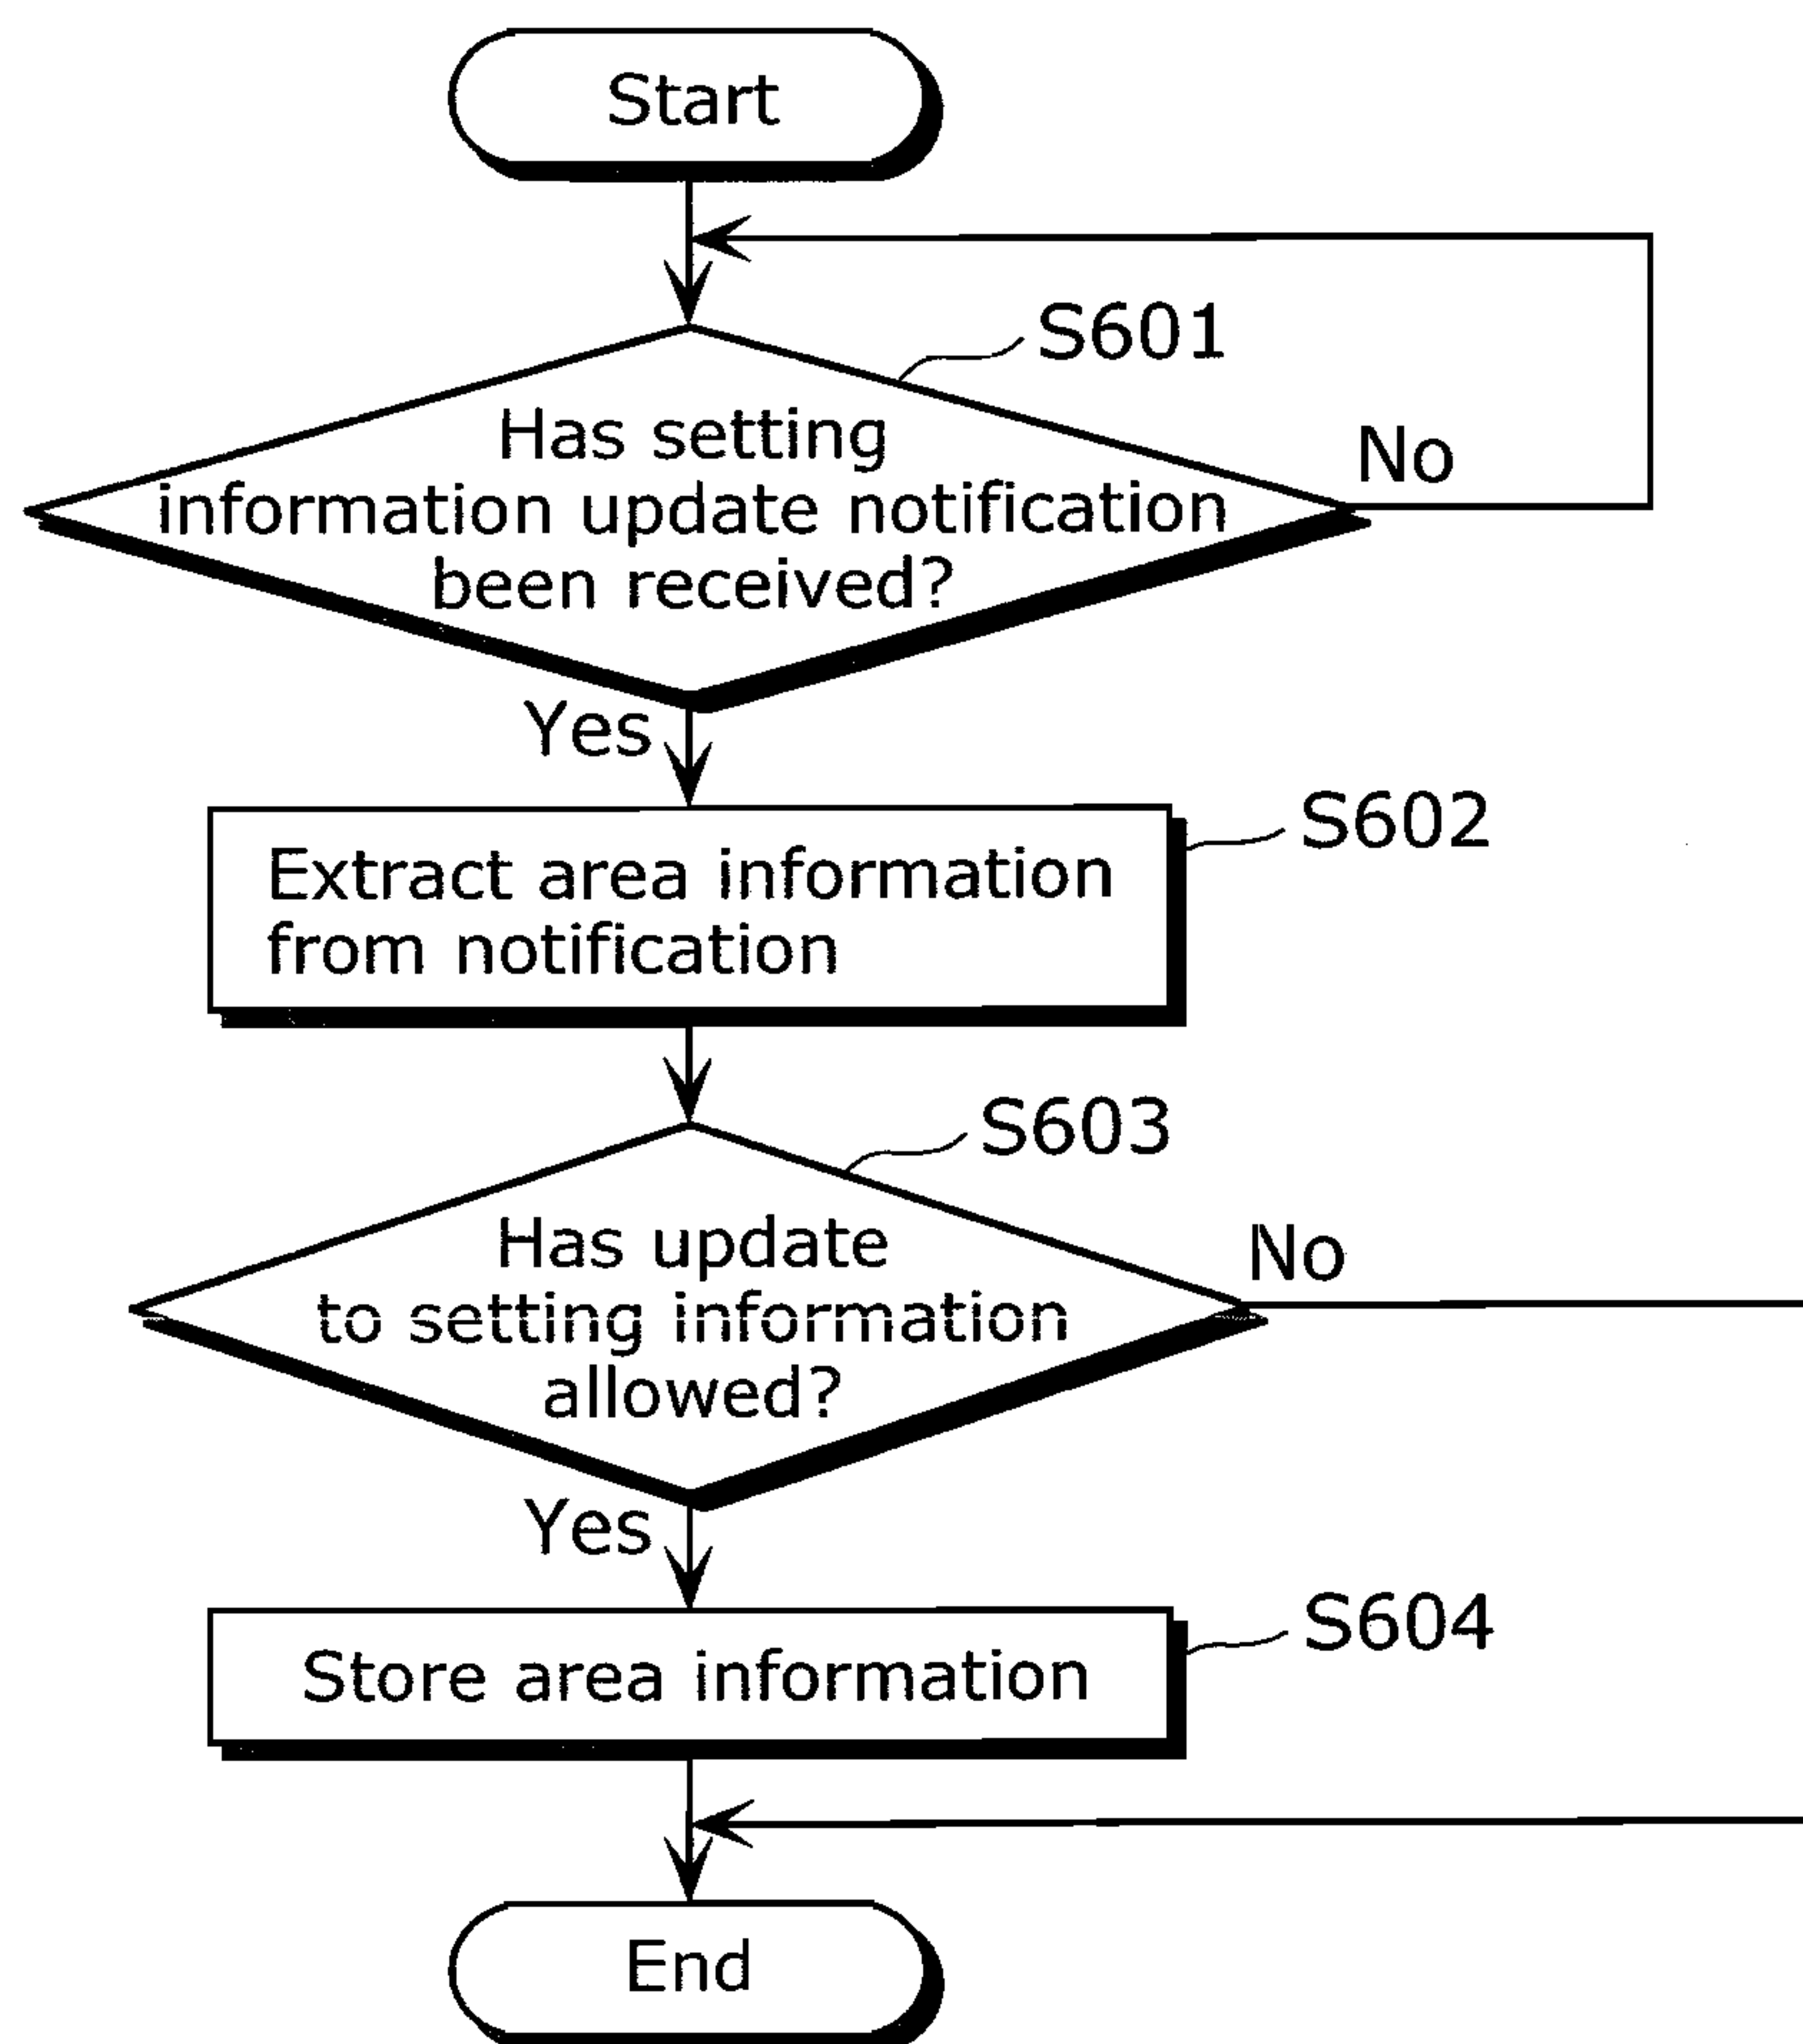 Start
S601
Has setting
No
information update notification
been received?
Yes
S602
Extract area information
from notification
S603
Has update
No
to setting information
allowed?
Yes
S604
Store area information
End